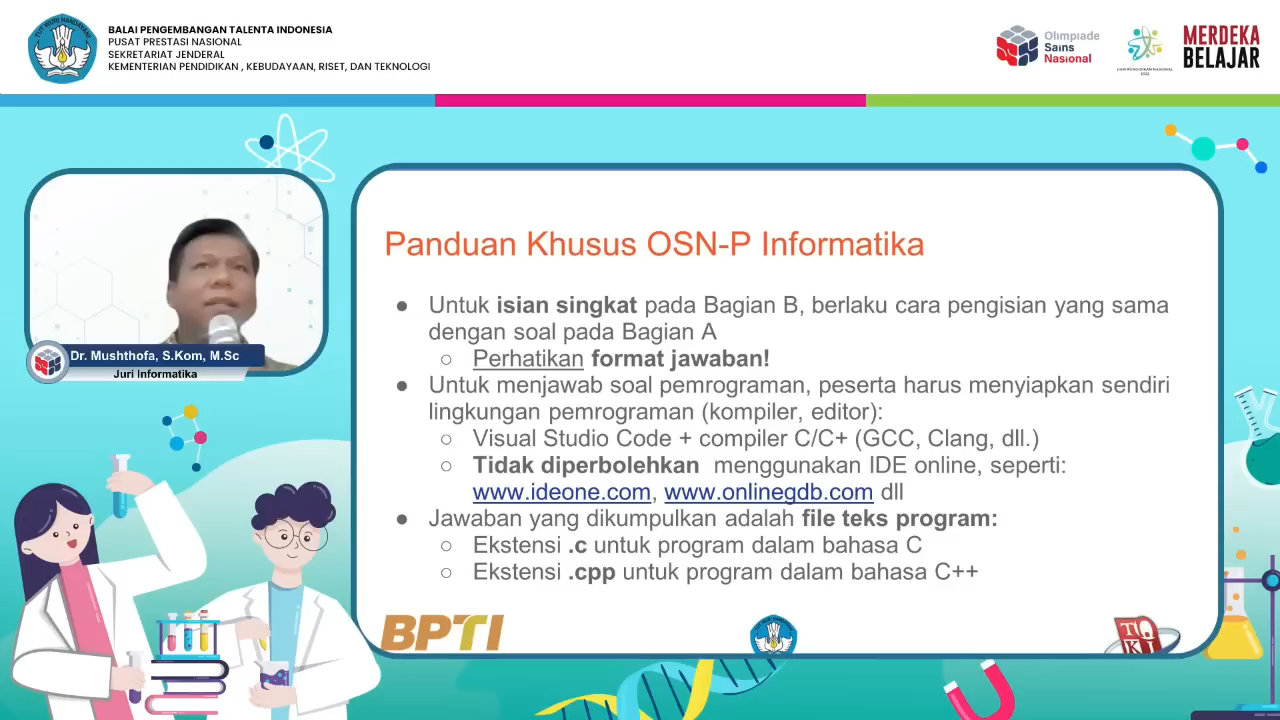 BALAI PENGEMBANGAN TALENTA INDONESIA
PUSAT PRESTASI NASIONAL
SEKRETARIAT JENDERAL
KEMENTERIAN PENDIDIKAN , KEBUDAYAAN, RISET, DAN TEKNOLOGI
TUT WURI HANDAYANI
Olimpiade
Sains
Nasional
MERDEKA
BELAJAR
Dr. Mushthofa, S.Kom, M.Sc
Juri Informatika
Panduan Khusus OSN-P Informatika
● Untuk isian singkat pada Bagian B, berlaku cara pengisian yang sama
dengan soal pada Bagian A
○ Perhatikan format jawaban!
● Untuk menjawab soal pemrograman, peserta harus menyiapkan sendiri
lingkungan pemrograman (kompiler, editor):
○ Visual Studio Code + compiler C/C+ (GCC, Clang, dll.)
○ Tidak diperbolehkan menggunakan IDE online, seperti:
www.ideone.com, www.onlinegdb.com dll
● Jawaban yang dikumpulkan adalah file teks program:
○ Ekstensi .c untuk program dalam bahasa C
○ Ekstensi .cpp untuk program dalam bahasa C++
BPTI
TOKI